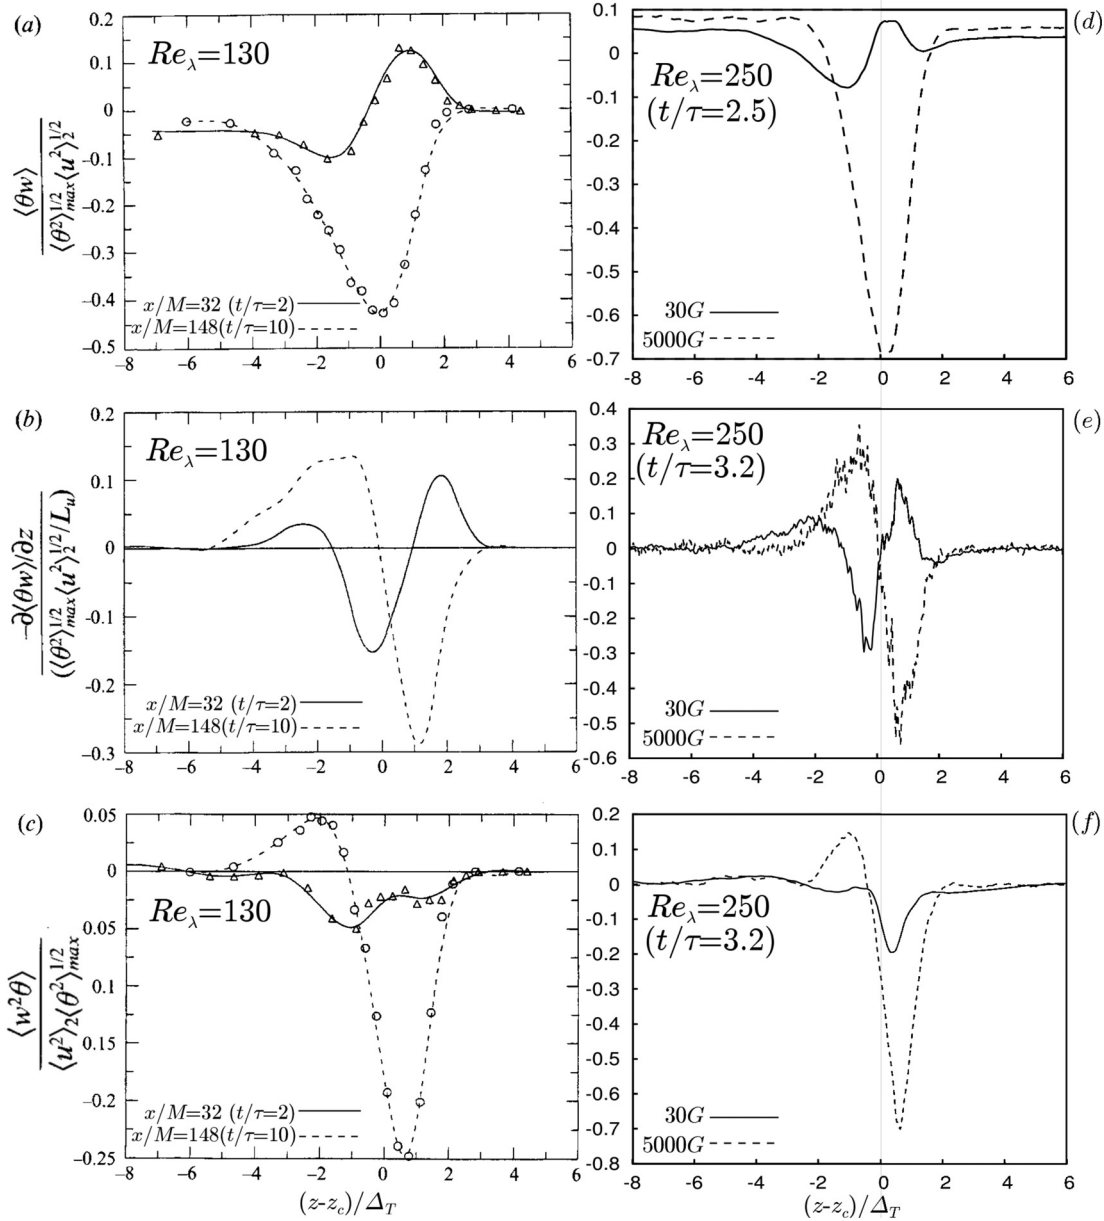 (a)
Re_λ=130
0.2
0.1
0
−0.1
−0.2
−0.3
−0.4
−0.5
−8 −6 −4 −2 0 2 4 6
⟨θw⟩
⟨θ²⟩^{1/2}_{max}⟨u²⟩^{1/2}_2
x/M=32 (t/τ=2)
x/M=148(t/τ=10)
(d)
Re_λ=250
(t/τ=2.5)
0.1
0
-0.1
-0.2
-0.3
-0.4
-0.5
-0.6
-0.7
30G
5000G
-8 -6 -4 -2 0 2 4 6
(b)
Re_λ=130
0.2
0.1
0
−0.1
−0.2
−0.3
−8 −6 −4 −2 0 2 4 6
−∂⟨θw⟩∂z
(⟨θ²⟩^{1/2}_{max}⟨u²⟩^{1/2}_2/L_u)
x/M=32 (t/τ=2)
x/M=148(t/τ=10)
(e)
Re_λ=250
(t/τ=3.2)
0.4
0.3
0.2
0.1
0
-0.1
-0.2
-0.3
-0.4
-0.5
-0.6
30G
5000G
-8 -6 -4 -2 0 2 4 6
(c)
Re_λ=130
0.05
0
0.05
0.15
0.25
−0.2
−0.25
−8 −6 −4 −2 0 2 4 6
⟨w²θ⟩
⟨u²⟩_2⟨θ²⟩^{1/2}_{max}
x/M=32 (t/τ=2)
x/M=148(t/τ=10)
(z-z_c)/Δ_T
(f)
Re_λ=250
(t/τ=3.2)
0.2
0.1
0
-0.1
-0.2
-0.3
-0.4
-0.5
-0.6
-0.7
-0.8
30G
5000G
-8 -6 -4 -2 0 2 4 6
(z-z_c)/Δ_T